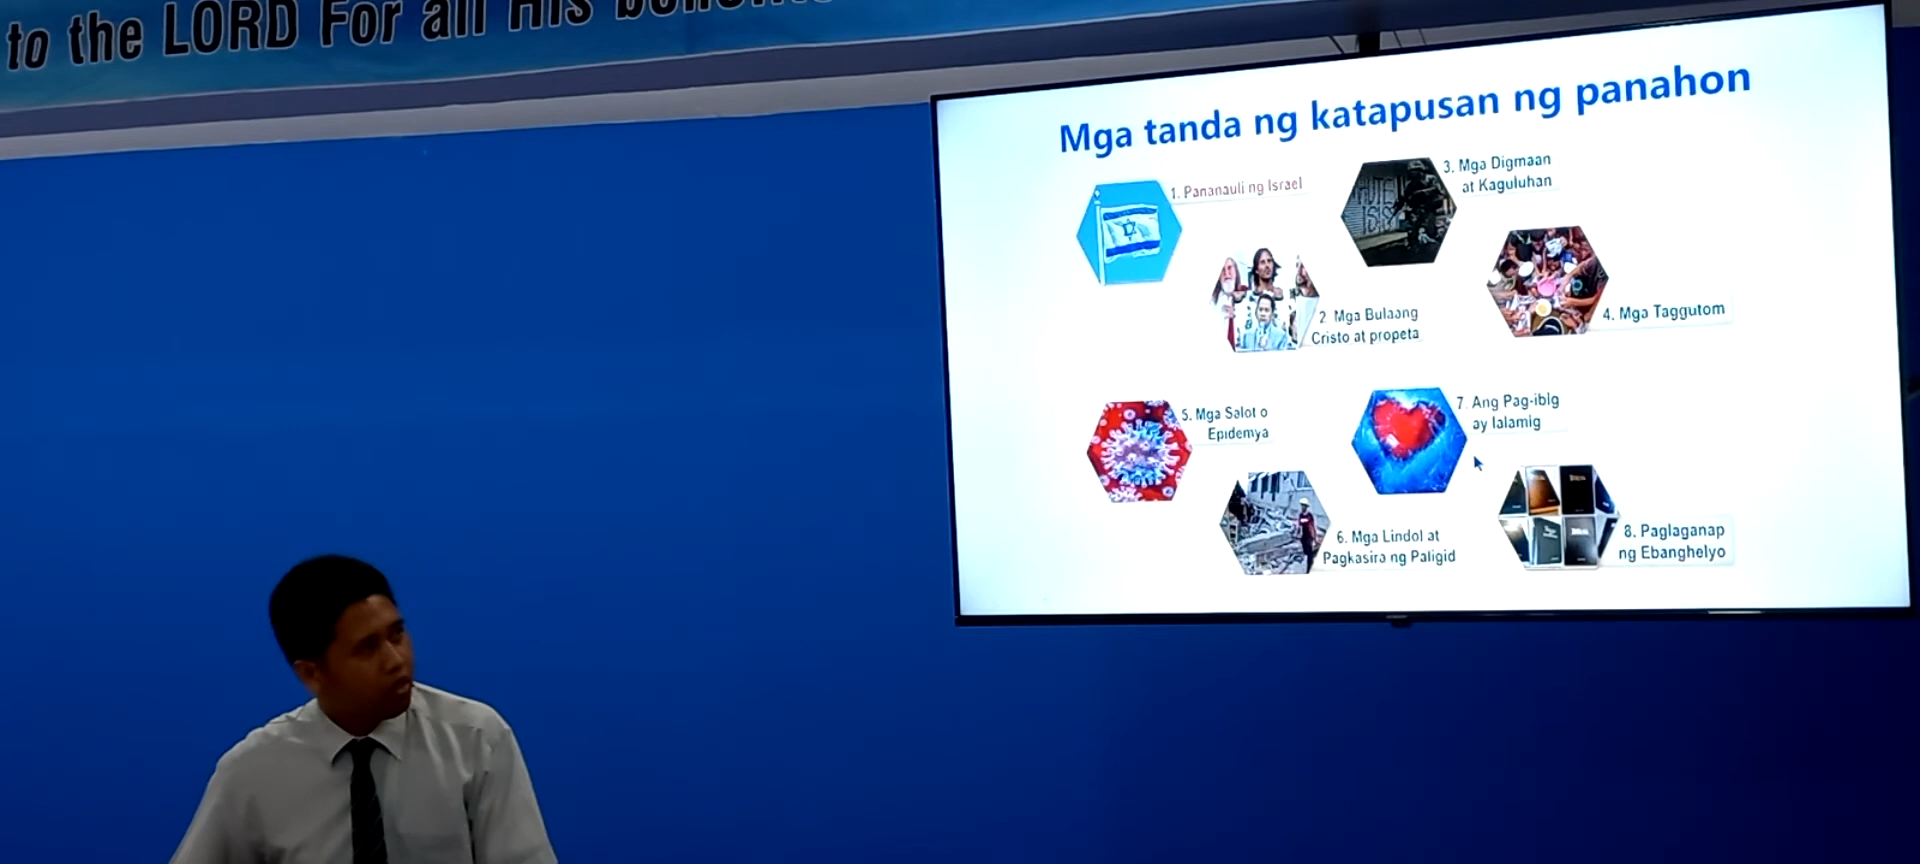 to the LORD For all His
Mga tanda ng katapusan ng panahon
1. Pananauli ng Israel
2 Mga Bulaang
Cristo at propeta
3. Mga Digmaan
at Kaguluhan
4. Mga Taggutom
5. Mga Salot o
Epidemya
6. Mga Lindol at
Pagkasira ng Paligid
7. Ang Pag-ibig
ay lalamig
8. Paglaganap
ng Ebanghelyo